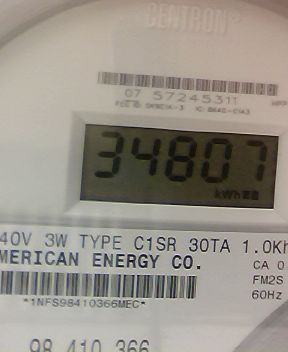 CENTRON®
07 57245311
34807
kWh
40V 3W TYPE C1SR 30TA 1.0Kh
MERICAN ENERGY CO.
CA 0
FM2S
60Hz
*1NFS98410366MEC*
98 410 366